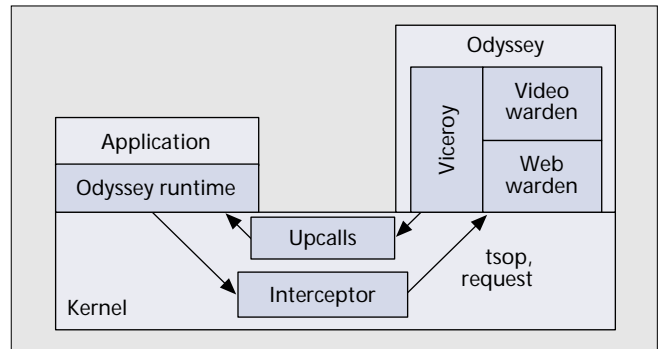 Odyssey
Viceroy
Video
warden
Web
warden
Application
Odyssey runtime
Upcalls
tsop,
request
Interceptor
Kernel